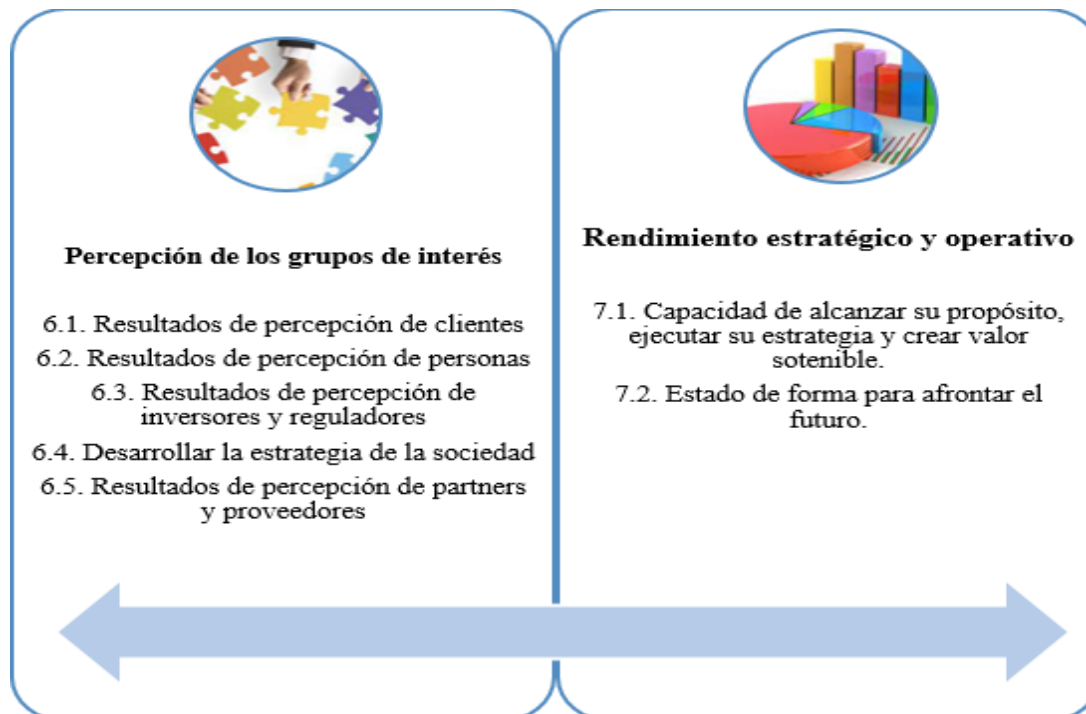 Percepción de los grupos de interés
6.1. Resultados de percepción de clientes
6.2. Resultados de percepción de personas
6.3. Resultados de percepción de
inversores y reguladores
6.4. Desarrollar la estrategia de la sociedad
6.5. Resultados de percepción de partners
y proveedores
Rendimiento estratégico y operativo
7.1. Capacidad de alcanzar su propósito,
ejecutar su estrategia y crear valor
sotenible.
7.2. Estado de forma para afrontar el
futuro.